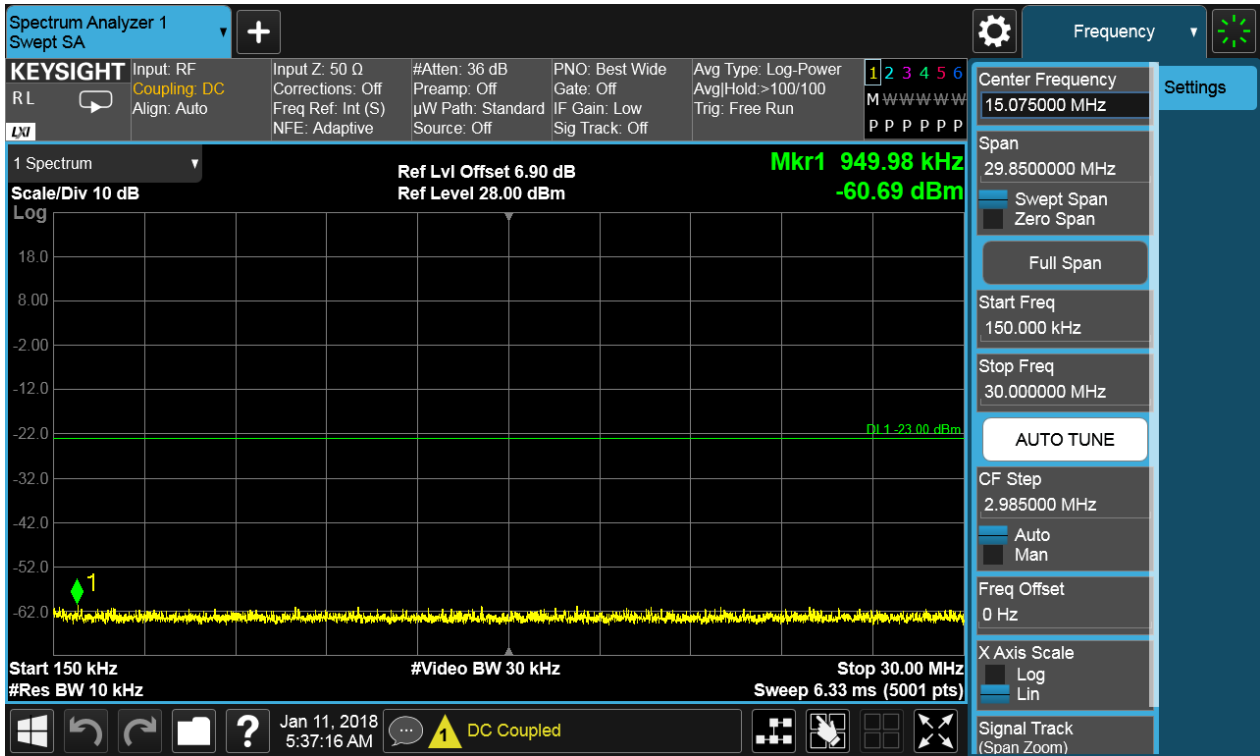 Spectrum Analyzer 1
Swept SA
+
Frequency
KEYSIGHT
RL
LXI
Input: RF
Coupling: DC
Align: Auto
Input Z: 50 Ω
Corrections: Off
Freq Ref: Int (S)
NFE: Adaptive
#Atten: 36 dB
Preamp: Off
µW Path: Standard
Source: Off
PNO: Best Wide
Gate: Off
IF Gain: Low
Sig Track: Off
Avg Type: Log-Power
Avg|Hold:>100/100
Trig: Free Run
1 2 3 4 5 6
M W W W W W
P P P P P P
1 Spectrum
Scale/Div 10 dB
Log
Ref Lvl Offset 6.90 dB
Ref Level 28.00 dBm
Mkr1 949.98 kHz
-60.69 dBm
18.0
8.00
-2.00
-12.0
-22.0
DL1 -23.00 dBm
-32.0
-42.0
-52.0
1
-62.0
Start 150 kHz
#Res BW 10 kHz
#Video BW 30 kHz
Stop 30.00 MHz
Sweep 6.33 ms (5001 pts)
Center Frequency
15.075000 MHz
Settings
Span
29.8500000 MHz
Swept Span
Zero Span
Full Span
Start Freq
150.000 kHz
Stop Freq
30.000000 MHz
AUTO TUNE
CF Step
2.985000 MHz
Auto
Man
Freq Offset
0 Hz
X Axis Scale
Log
Lin
Signal Track
(Span Zoom)
?
Jan 11, 2018
5:37:16 AM
1
DC Coupled